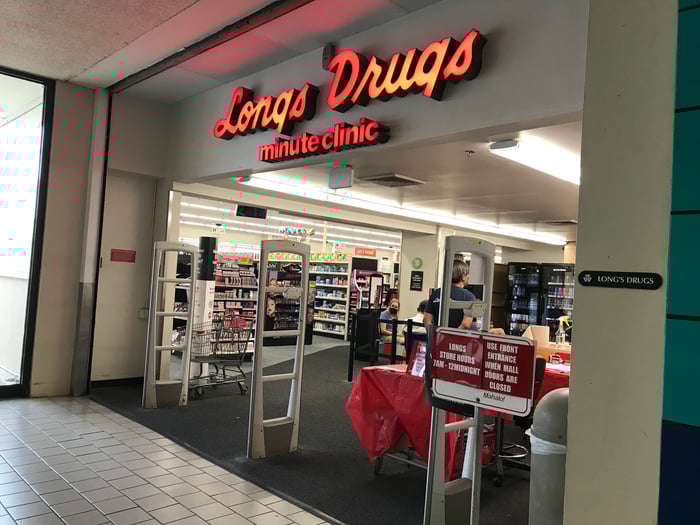 Longs Drugs
minute clinic
LONG'S DRUGS
LONGS
STORE HOURS
7AM - 12MIDNIGHT
USE FRONT
ENTRANCE
WHEN MALL
DOORS ARE
CLOSED
Mahalo!